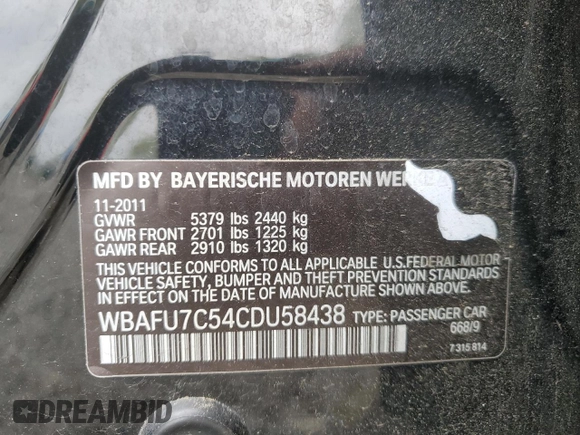 MFD BY BAYERISCHE MOTOREN
11-2011
GVWR 5379 lbs 2440 kg
GAWR FRONT 2701 lbs 1225 kg
GAWR REAR 2910 lbs 1320 kg
THIS VEHICLE CONFORMS TO ALL APPLICABLE U.S.FEDERAL MOTOR
VEHICLE SAFETY, BUMPER AND THEFT PREVENTION STANDARDS
IN EFFECT ON THE DATE OF MANUFACTURE SHOWN ABOVE.
WBAFU7C54CDU58438 TYPE: PASSENGER CAR
668/9
7315814
DREAMBID